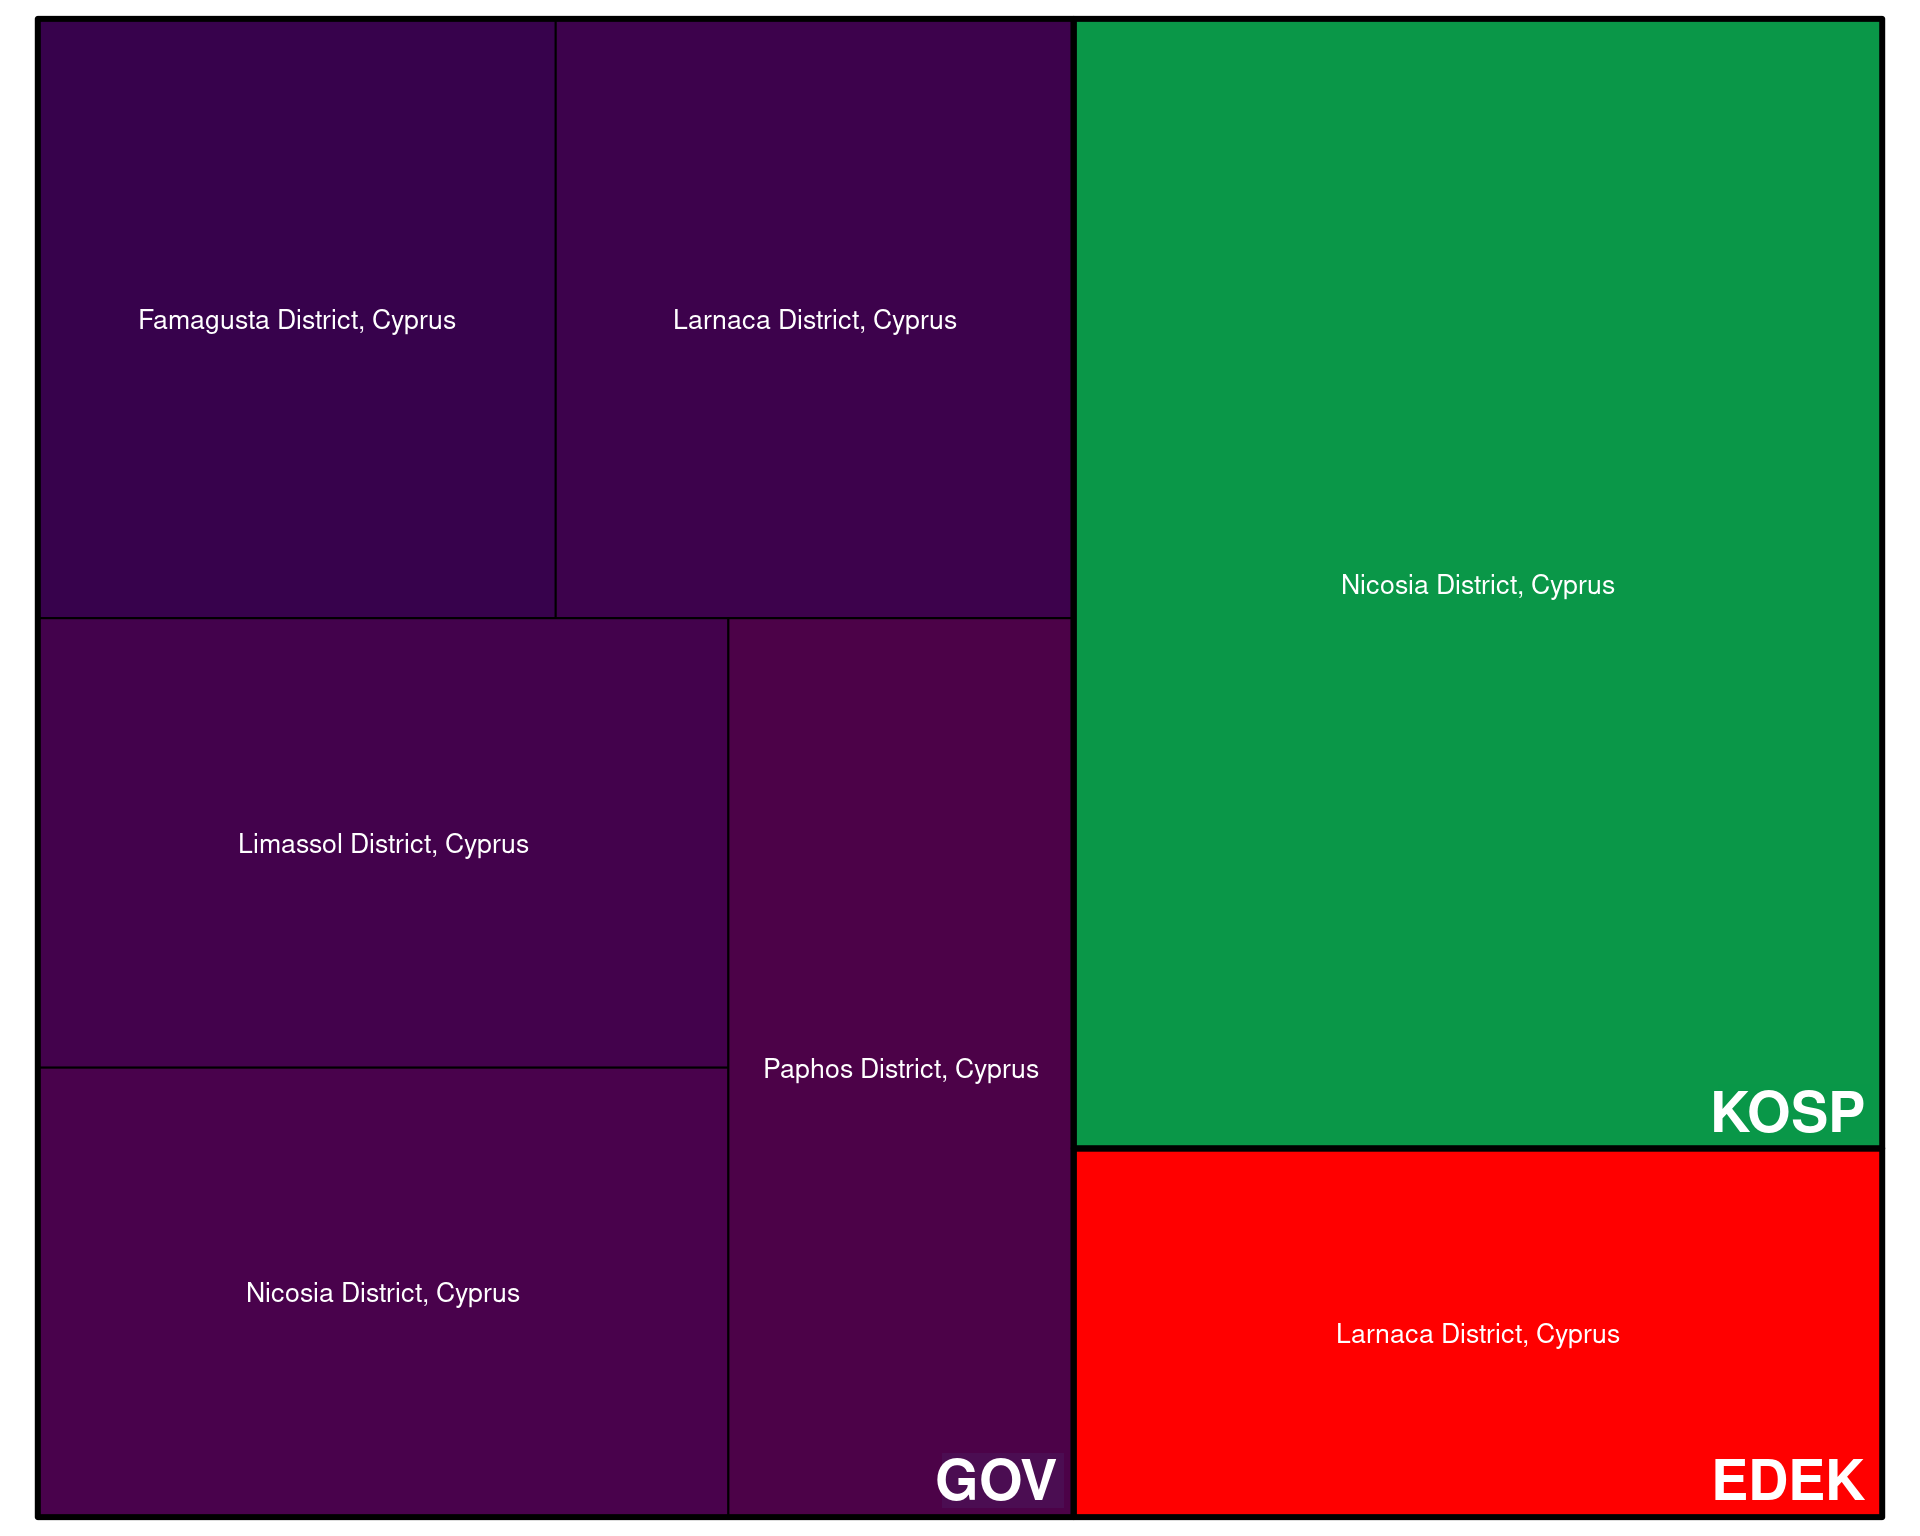 Famagusta District, Cyprus
Larnaca District, Cyprus
Limassol District, Cyprus
Nicosia District, Cyprus
Paphos District, Cyprus
GOV
Nicosia District, Cyprus
KOSP
Larnaca District, Cyprus
EDEK